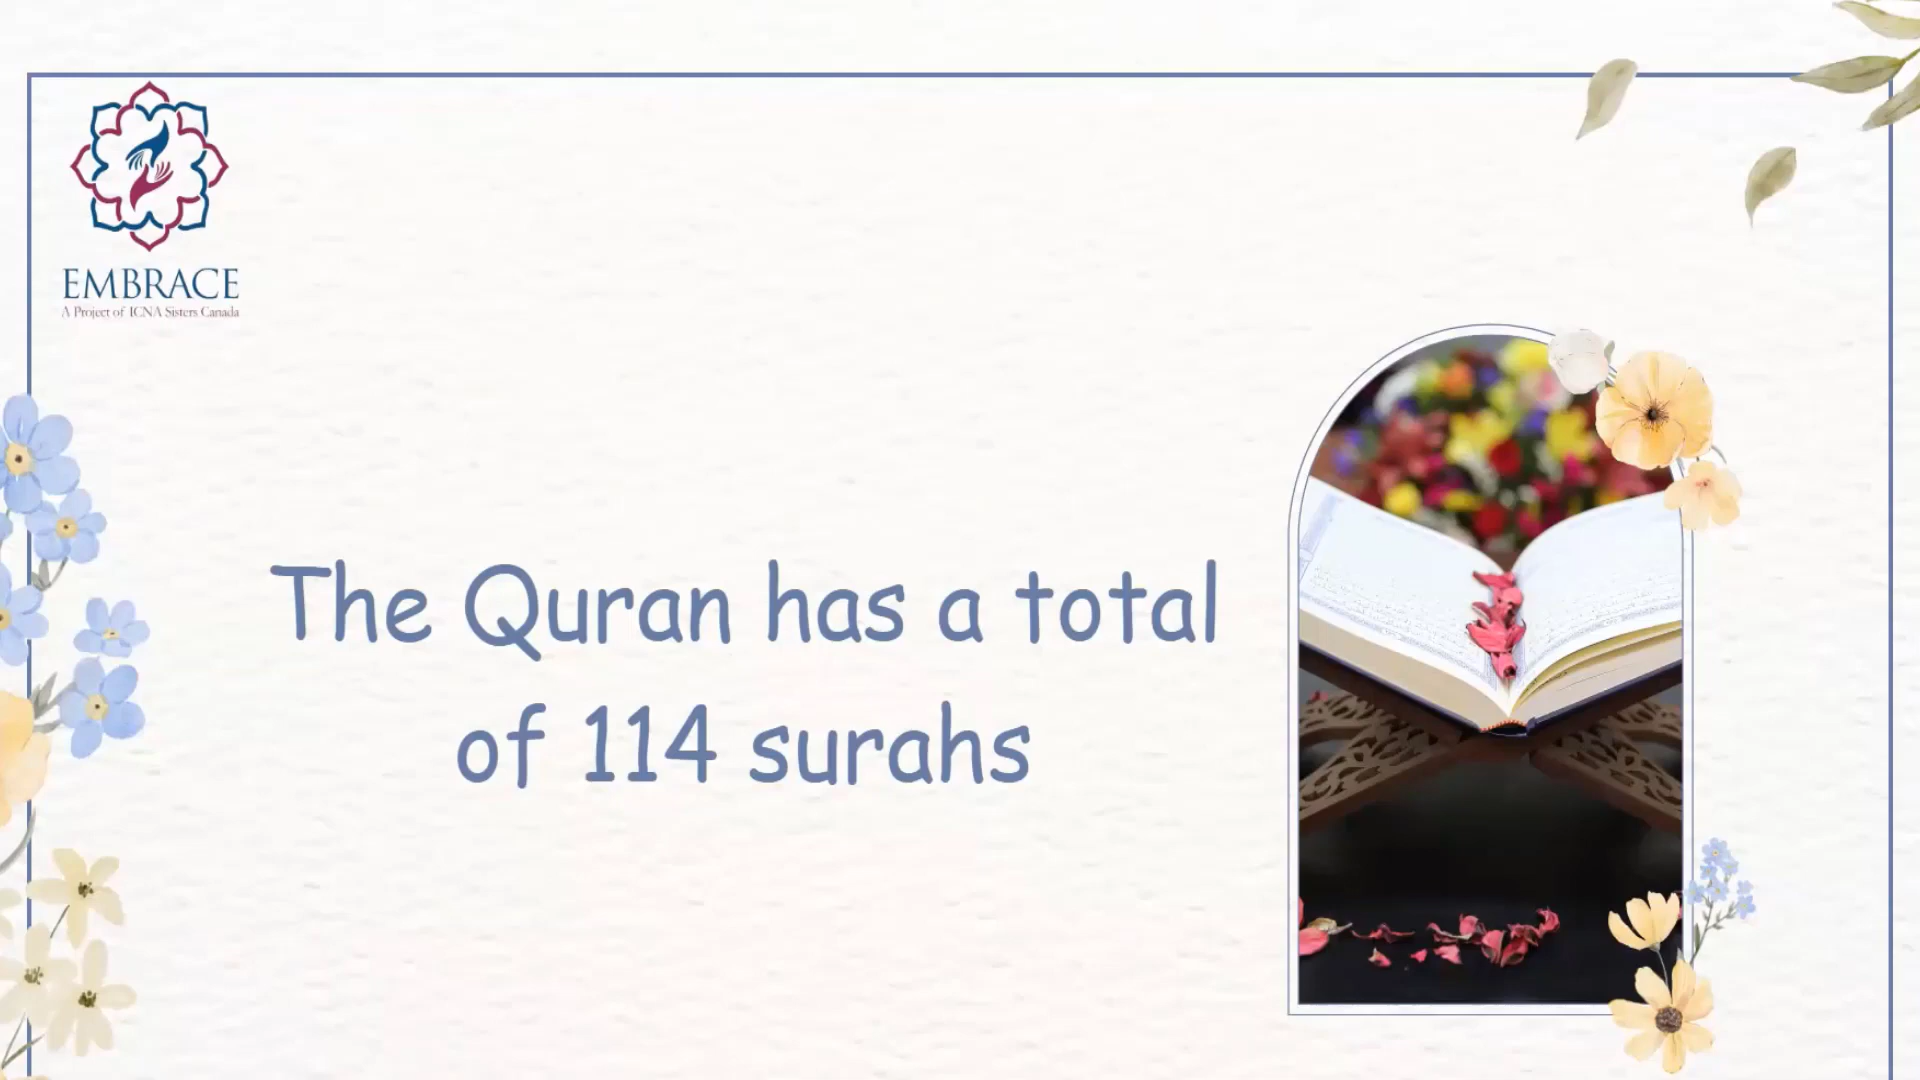 EMBRACE
A Project of ICNA Sisters Canada
The Quran has a total
of 114 surahs